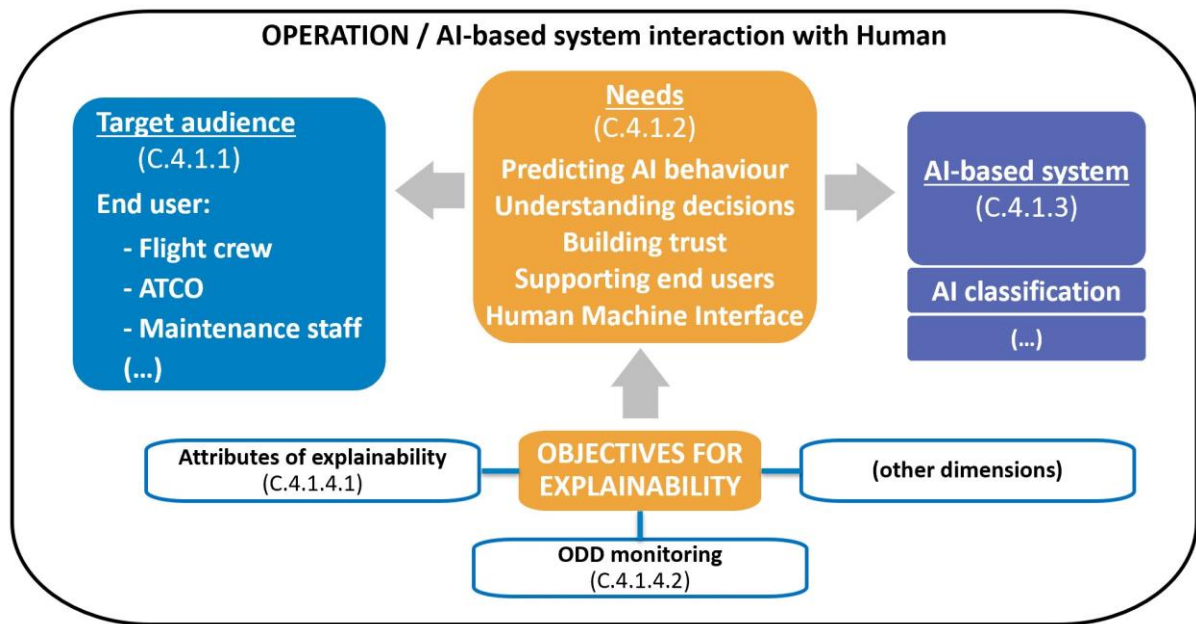 OPERATION / AI-based system interaction with Human
Target audience
(C.4.1.1)
End user:
- Flight crew
- ATCO
- Maintenance staff
(...)
Needs
(C.4.1.2)
Predicting AI behaviour
Understanding decisions
Building trust
Supporting end users
Human Machine Interface
AI-based system
(C.4.1.3)
AI classification
(...)
Attributes of explainability
(C.4.1.4.1)
OBJECTIVES FOR
EXPLAINABILITY
(other dimensions)
ODD monitoring
(C.4.1.4.2)